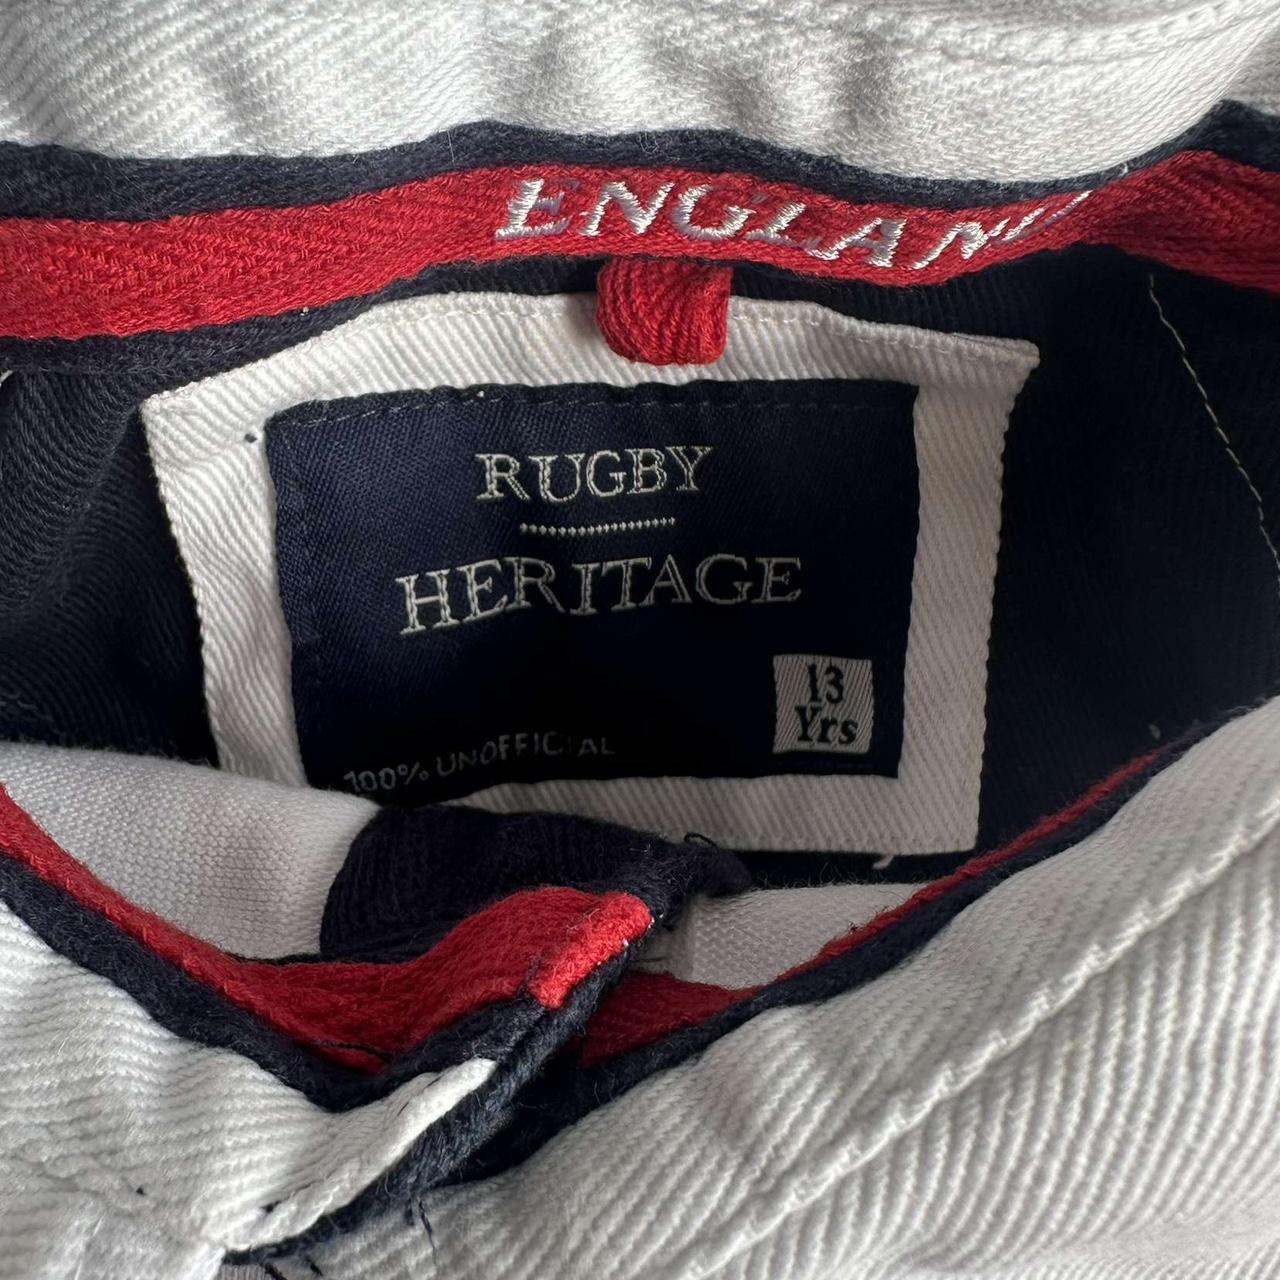 ENGLAND
RUGBY
HERITAGE
13
Yrs
100% UNOFFICIAL